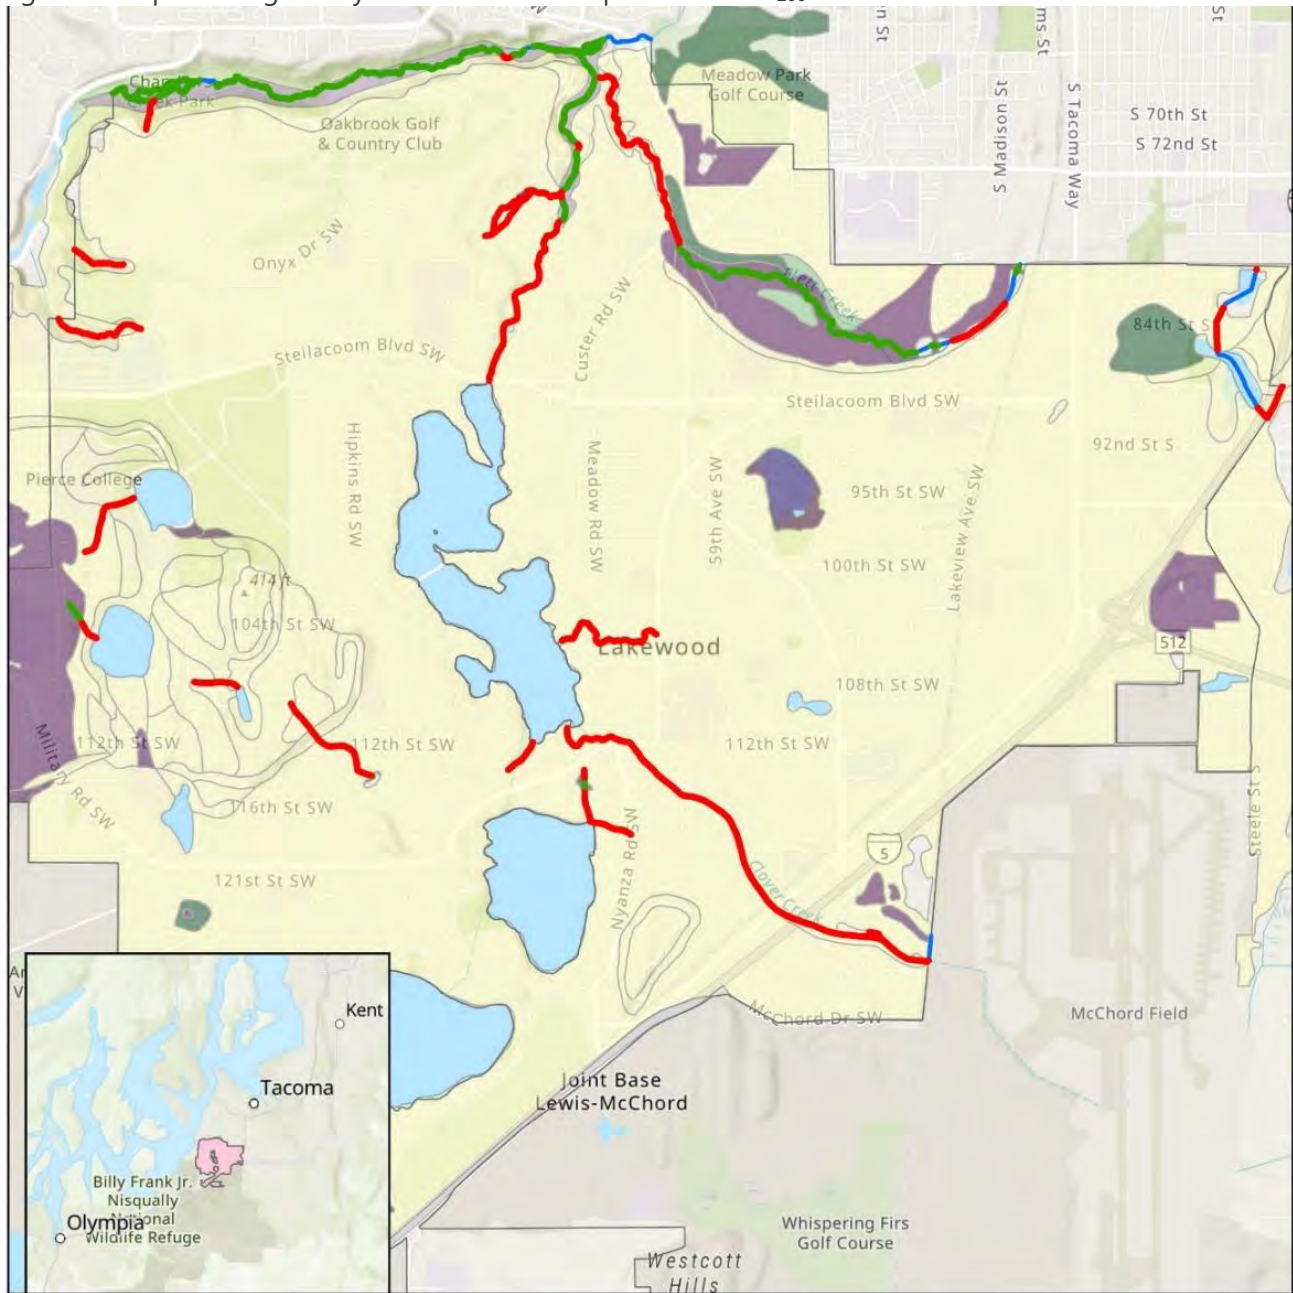 n St
ms St
St
Meadow Park
Golf Course
S 70th St
S 72nd St
S Madison St
S Tacoma Way
Oakbrook Golf
& Country Club
Onyx Dr SW
Custer Rd SW
Steilacoom Blvd SW
84th St S
Steilacoom Blvd SW
92nd St S
Hipkins Rd SW
Meadow Rd SW
59th Ave SW
Lakeview Ave SW
Pierce College
95th St SW
100th St SW
414 ft
104th St SW
Lakewood
512
108th St SW
112th St SW
112th St SW
112th St SW
Military Rd SW
116th St SW
Nyanza Rd SW
Steele St S
5
121st St SW
Clover Creek
McChord Dr SW
McChord Field
Kent
Tacoma
Joint Base
Lewis-McChord
Billy Frank Jr.
Nisqually
National
Wildlife Refuge
Olympia
Whispering Firs
Golf Course
Westcott
Hills